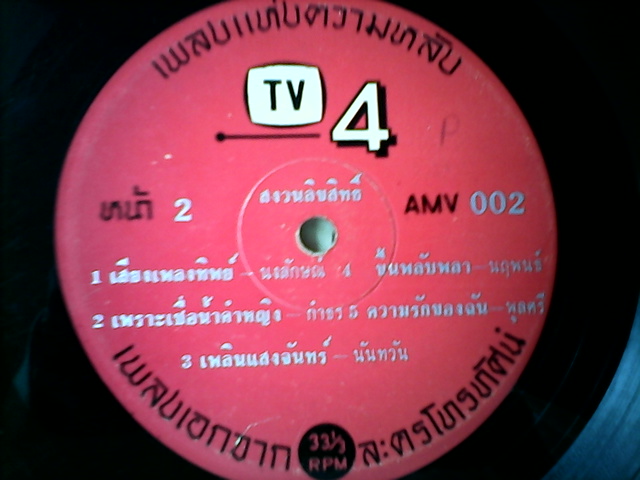 เพลงแห่งความหลัง
TV 4
หน้า 2
สงวนลิขสิทธิ์
AMV 002
1 เสียงเพลงทิพย์ — นงลักษณ์ 4 ขึ้นพลับพลา — นฤพนธ์
2 เพราะเชื่อน้ำคำหญิง — กำธร 5 ความรักของฉัน — พูลศรี
3 เพลินแสงจันทร์ — นันทวัน
เพลงเอกจาก ละครโทรทัศน์
33⅓
RPM